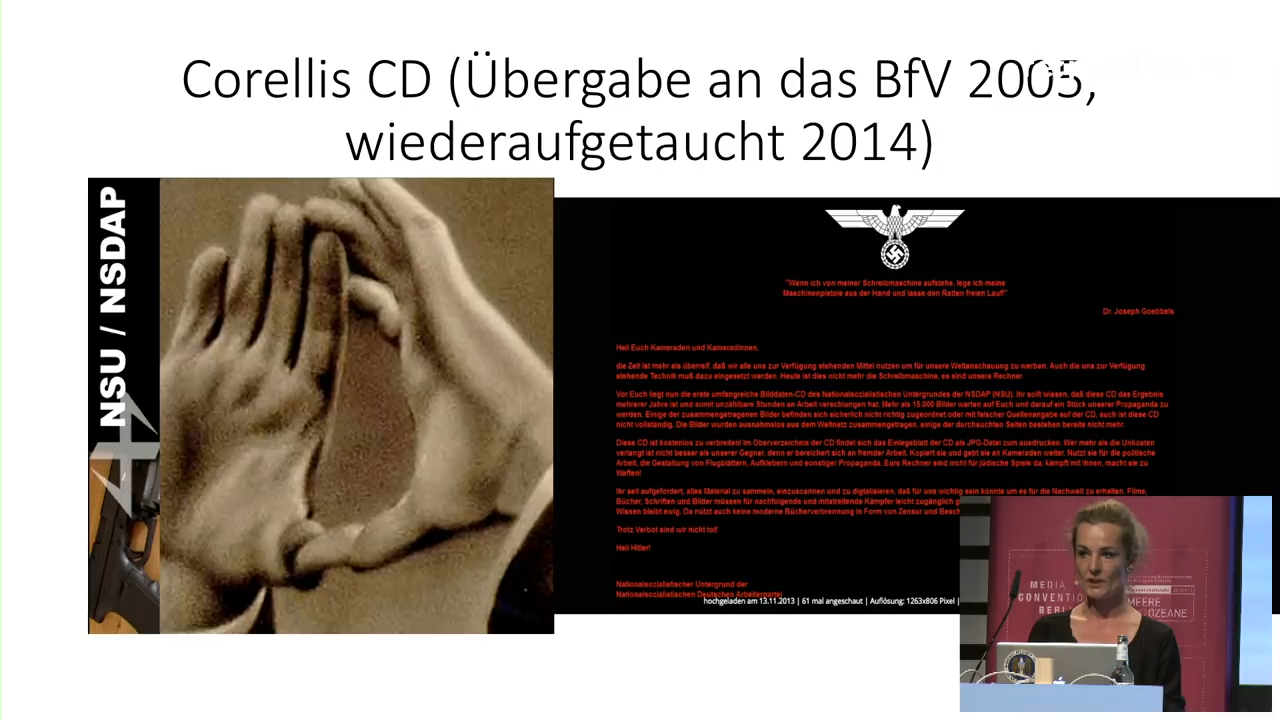 Corellis CD (Übergabe an das BfV 2005,
wiederaufgetaucht 2014)
NSU / NSDAP
"Wenn ich von meiner Schreibmaschine aufstehe, lege ich meine
Maschinenpistole aus der Hand und lasse den Ratten freien Lauf!"
Dr. Joseph Goebbels
Heil Euch Kameraden und Kameradinnen,
die Zeit ist mehr als überreif, daß wir alle uns zur Verfügung stehenden Mittel nutzen um für unsere Weltanschauung zu werben. Auch die uns zur Verfügung
stehende Technik muß dazu eingesetzt werden. Heute ist dies nicht mehr die Schreibmaschine, es sind unsere Rechner.
Vor Euch liegt nun die erste umfangreiche Bilddaten-CD des Nationalsozialistischen Untergrundes der NSDAP (NSU). Ihr sollt wissen, daß diese CD das Ergebnis
mehrerer Jahre ist und somit unzählbare Stunden an Arbeit verschlungen hat. Mehr als 15.000 Bilder warten auf Euch und darauf ein Stück unserer Propaganda zu
werden. Einige der zusammengetragenen Bilder befinden sich sicherlich nicht richtig zugeordnet oder mit falscher Quellenangabe auf der CD, auch ist diese CD
nicht vollständig. Die Bilder wurden ausnahmslos aus dem Weltnetz zusammengetragen, einige der durchsuchten Seiten bestehen bereits nicht mehr.
Diese CD ist kostenlos zu verbreiten! Im Oberverzeichnis der CD findet sich das Einlegeblatt der CD als JPG-Datei zum ausdrucken. Wer mehr als die Unkosten
verlangt ist nicht besser als unserer Gegner, denn er bereichert sich an fremder Arbeit. Kopiert sie und gebt sie an Kameraden weiter. Nutzt sie für die politische
Arbeit, die Gestaltung von Flugblättern, Aufklebern und sonstiger Propaganda. Eure Rechner sind nicht für jüdische Spiele da, kämpft mit ihnen, macht sie zu
Waffen!
Ihr seit aufgefordert, alles Material zu sammeln, einzuscannen und zu digitalisieren, daß für uns wichtig sein könnte um es für die Nachwelt zu erhalten. Filme,
Bücher, Schriften und Bilder müssen für nachfolgende und mitstreitende Kämpfer leicht zugänglich g
Wissen bleibt ewig. Da nützt auch keine moderne Bücherverbrennung in Form von Zensur und Besch
Trotz Verbot sind wir nicht tot!
Heil Hitler!
Nationalsozialistischer Untergrund der
Nationalsozialistischen Deutschen Arbeiterpartei
hochgeladen am 13.11.2013 | 61 mal angeschaut | Auflösung: 1263x806 Pixel |
MEDIA
CONVENTIO
BERL
MEERE
OZEANE